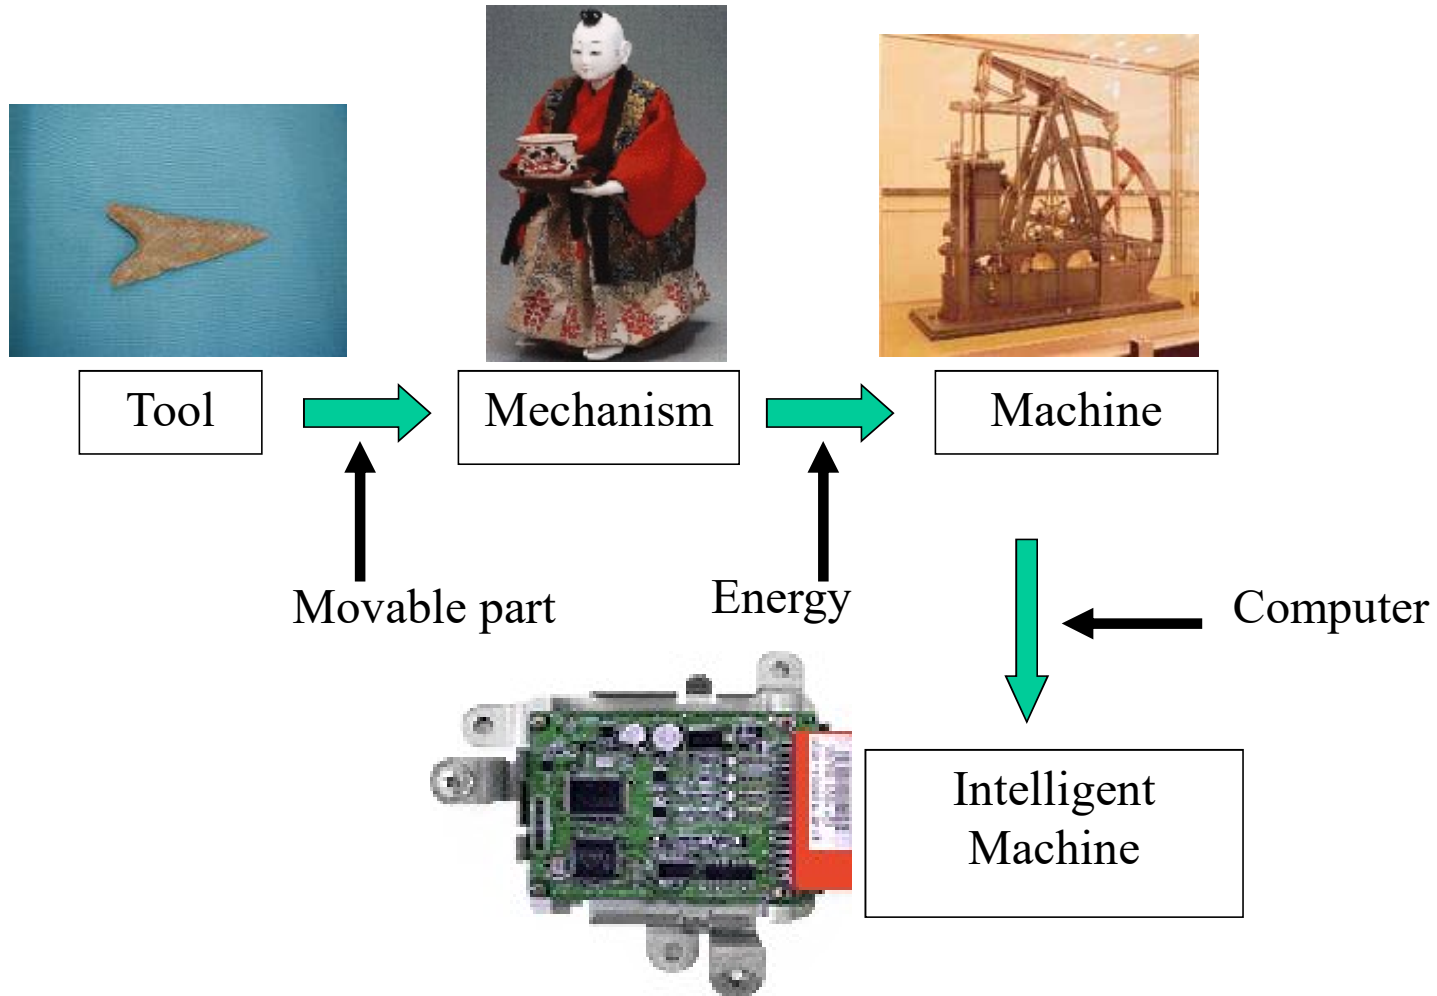 Tool
Mechanism
Machine
Movable part
Energy
Computer
Intelligent
Machine